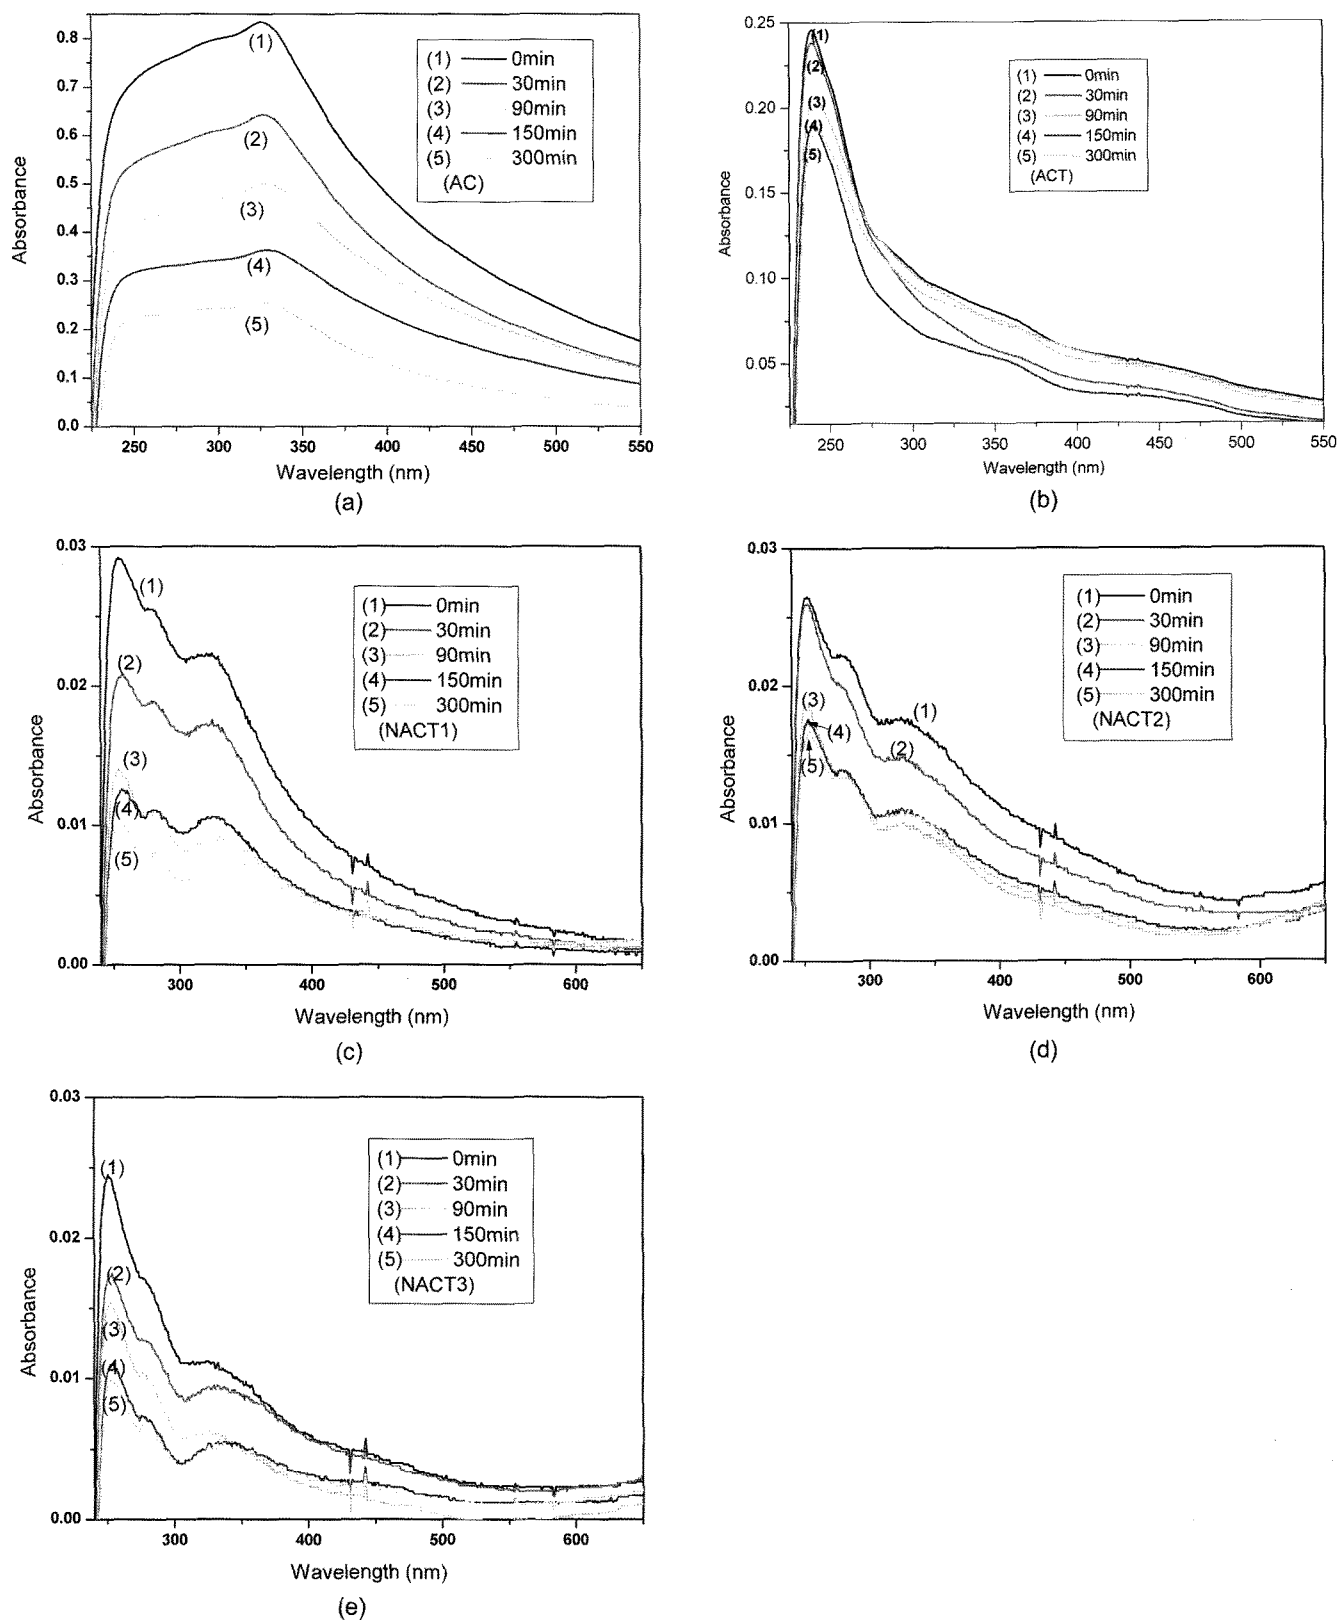 0.8
0.7
0.6
0.5
0.4
0.3
0.2
0.1
0.0
250
300
350
400
450
500
550
Absorbance
Wavelength (nm)
(1)
(2)
(3)
(4)
(5)
(1) 0min
(2) 30min
(3) 90min
(4) 150min
(5) 300min
(AC)
(a)
0.25
0.20
0.15
0.10
0.05
250
300
350
400
450
500
550
Absorbance
Wavelength (nm)
(1)
(2)
(3)
(4)
(5)
(1) 0min
(2) 30min
(3) 90min
(4) 150min
(5) 300min
(ACT)
(b)
0.03
0.02
0.01
0.00
300
400
500
600
Absorbance
Wavelength (nm)
(1)
(2)
(3)
(4)
(5)
(1) 0min
(2) 30min
(3) 90min
(4) 150min
(5) 300min
(NACT1)
(c)
0.03
0.02
0.01
0.00
300
400
500
600
Absorbance
Wavelength (nm)
(1)
(2)
(3)
(4)
(5)
(1) 0min
(2) 30min
(3) 90min
(4) 150min
(5) 300min
(NACT2)
(d)
0.03
0.02
0.01
0.00
300
400
500
600
Absorbance
Wavelength (nm)
(1)
(2)
(3)
(4)
(5)
(1) 0min
(2) 30min
(3) 90min
(4) 150min
(5) 300min
(NACT3)
(e)